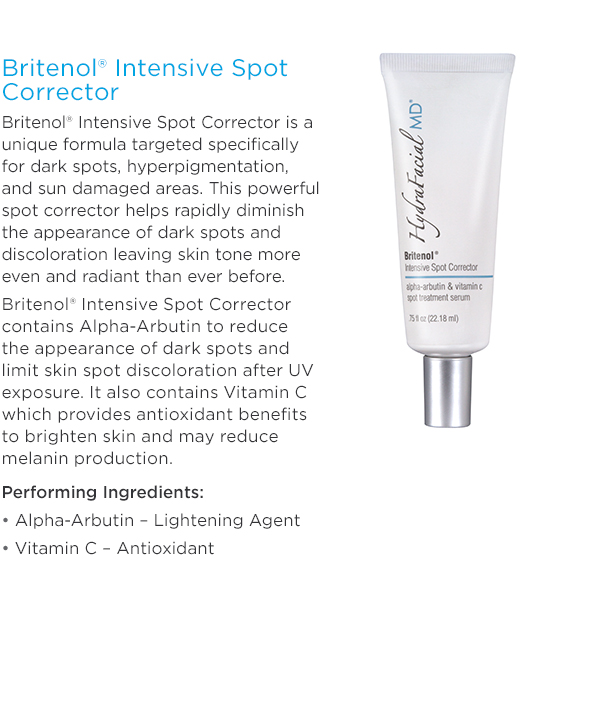 Britenol® Intensive Spot
Corrector
Britenol® Intensive Spot Corrector is a
unique formula targeted specifically
for dark spots, hyperpigmentation,
and sun damaged areas. This powerful
spot corrector helps rapidly diminish
the appearance of dark spots and
discoloration leaving skin tone more
even and radiant than ever before.
Britenol® Intensive Spot Corrector
contains Alpha-Arbutin to reduce
the appearance of dark spots and
limit skin spot discoloration after UV
exposure. It also contains Vitamin C
which provides antioxidant benefits
to brighten skin and may reduce
melanin production.
Performing Ingredients:
• Alpha-Arbutin – Lightening Agent
• Vitamin C – Antioxidant
HydraFacial MD®
Britenol®
Intensive Spot Corrector
alpha-arbutin & vitamin c
spot treatment serum
.75 fl oz (22.18 ml)